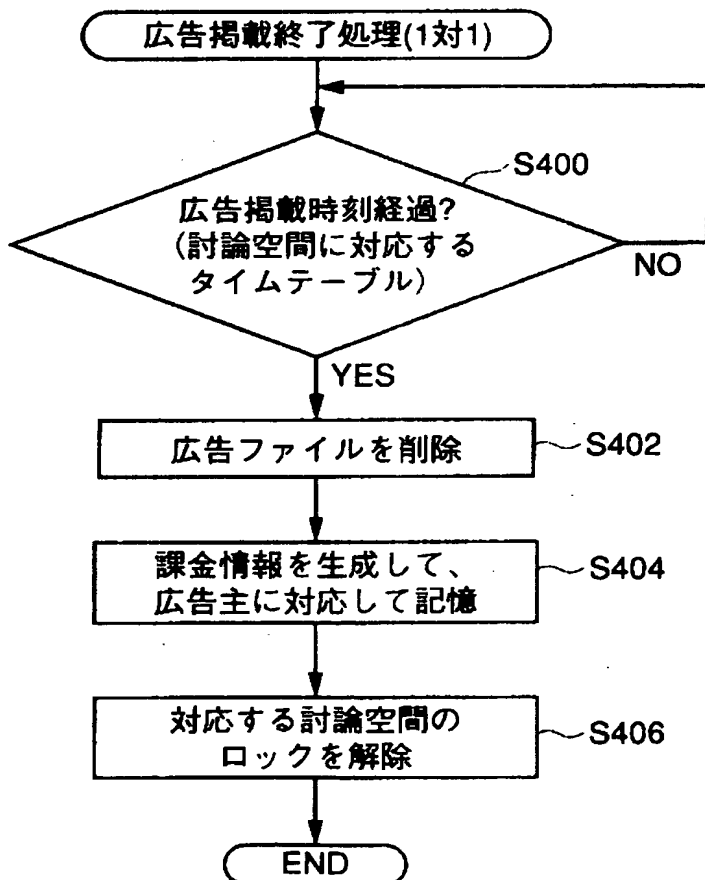 広告掲載終了処理(1対1)
S400
広告掲載時刻経過?
(討論空間に対応する
タイムテーブル)
NO
YES
広告ファイルを削除
S402
課金情報を生成して、
広告主に対応して記憶
S404
対応する討論空間の
ロックを解除
S406
END